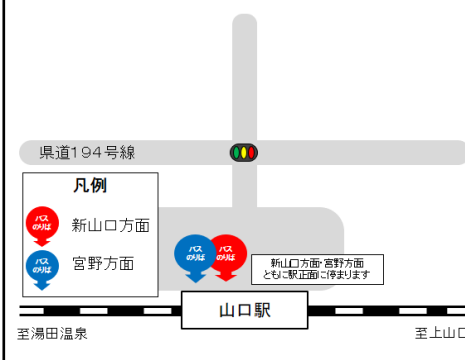 県道194号線
凡例
バス
のりば
新山口方面
バス
のりば
宮野方面
バス
のりば
バス
のりば
新山口方面・宮野方面
ともに駅正面に停まります
山口駅
至湯田温泉
至上山口